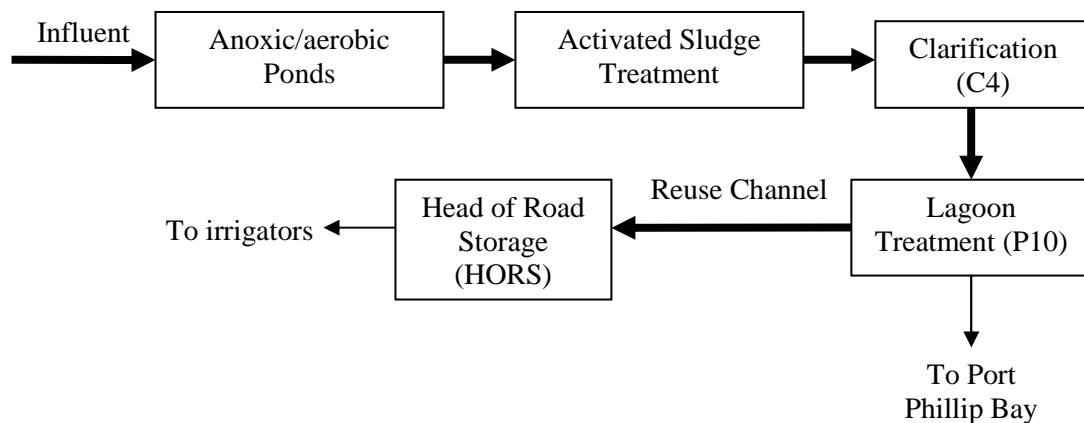 Influent
Anoxic/aerobic
Ponds
Activated Sludge
Treatment
Clarification
(C4)
Lagoon
Treatment (P10)
Reuse Channel
Head of Road
Storage
(HORS)
To irrigators
To Port
Phillip Bay